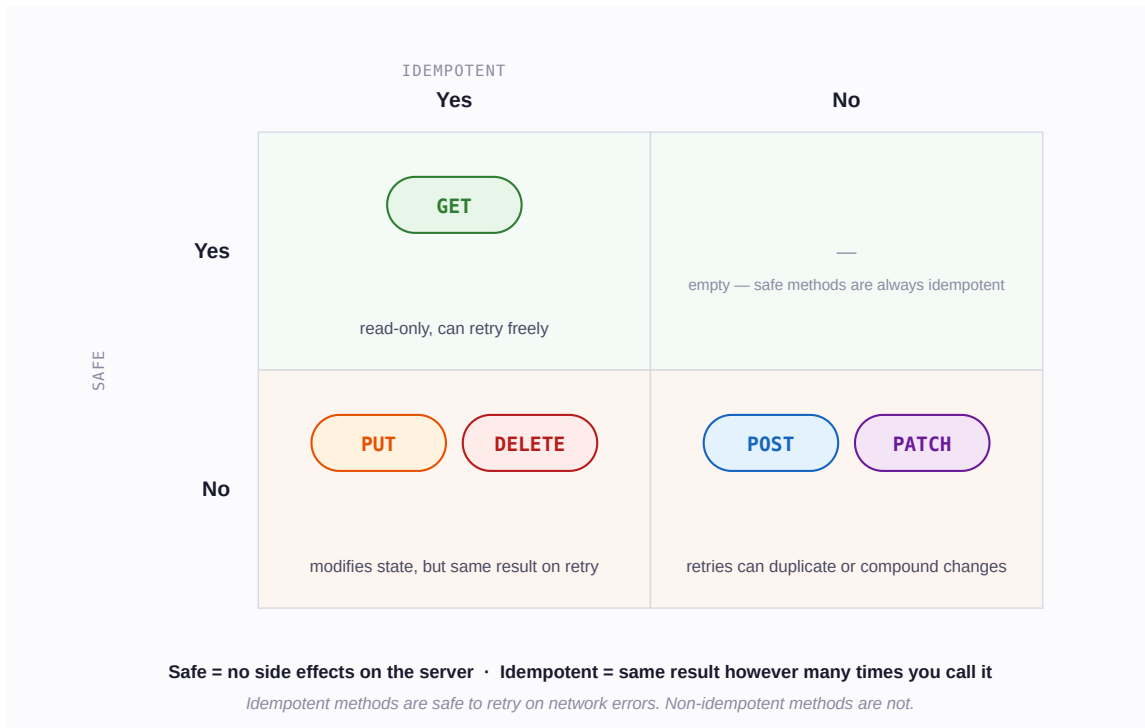 IDEMPOTENT
Yes
No
GET
Yes
—
empty — safe methods are always idempotent
read-only, can retry freely
SAFE
PUT
DELETE
POST
PATCH
No
modifies state, but same result on retry
retries can duplicate or compound changes
Safe = no side effects on the server · Idempotent = same result however many times you call it
Idempotent methods are safe to retry on network errors. Non-idempotent methods are not.